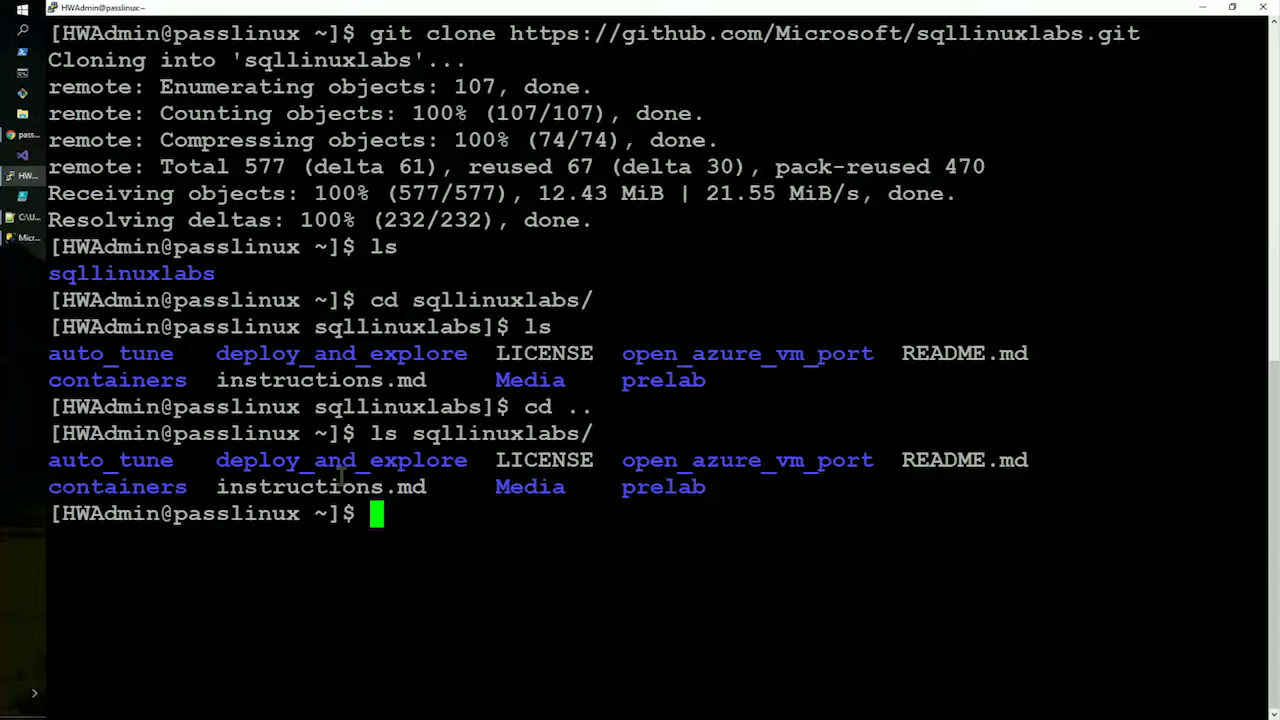 HWAdmin@passlinux:~
[HWAdmin@passlinux ~]$ git clone https://github.com/Microsoft/sqllinuxlabs.git
Cloning into 'sqllinuxlabs'...
remote: Enumerating objects: 107, done.
remote: Counting objects: 100% (107/107), done.
remote: Compressing objects: 100% (74/74), done.
remote: Total 577 (delta 61), reused 67 (delta 30), pack-reused 470
Receiving objects: 100% (577/577), 12.43 MiB | 21.55 MiB/s, done.
Resolving deltas: 100% (232/232), done.
[HWAdmin@passlinux ~]$ ls
sqllinuxlabs
[HWAdmin@passlinux ~]$ cd sqllinuxlabs/
[HWAdmin@passlinux sqllinuxlabs]$ ls
auto_tune deploy_and_explore LICENSE open_azure_vm_port README.md
containers instructions.md Media prelab
[HWAdmin@passlinux sqllinuxlabs]$ cd ..
[HWAdmin@passlinux ~]$ ls sqllinuxlabs/
auto_tune deploy_and_explore LICENSE open_azure_vm_port README.md
containers instructions.md Media prelab
[HWAdmin@passlinux ~]$
pass...
HW...
C:\U...
Micr...